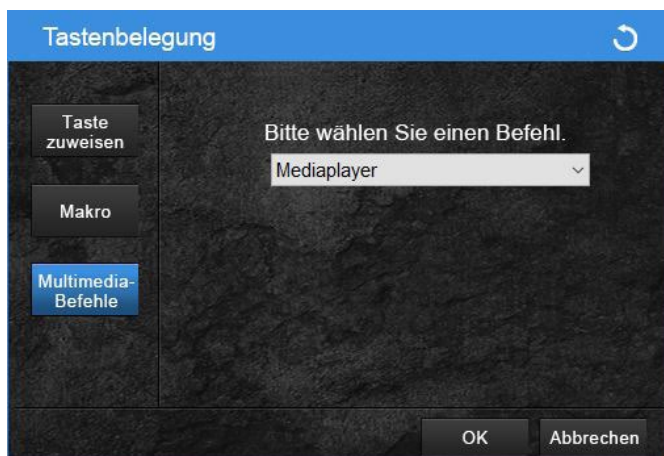 Tastenbelegung
Taste
zuweisen
Makro
Multimedia-
Befehle
Bitte wählen Sie einen Befehl.
Mediaplayer
OK
Abbrechen